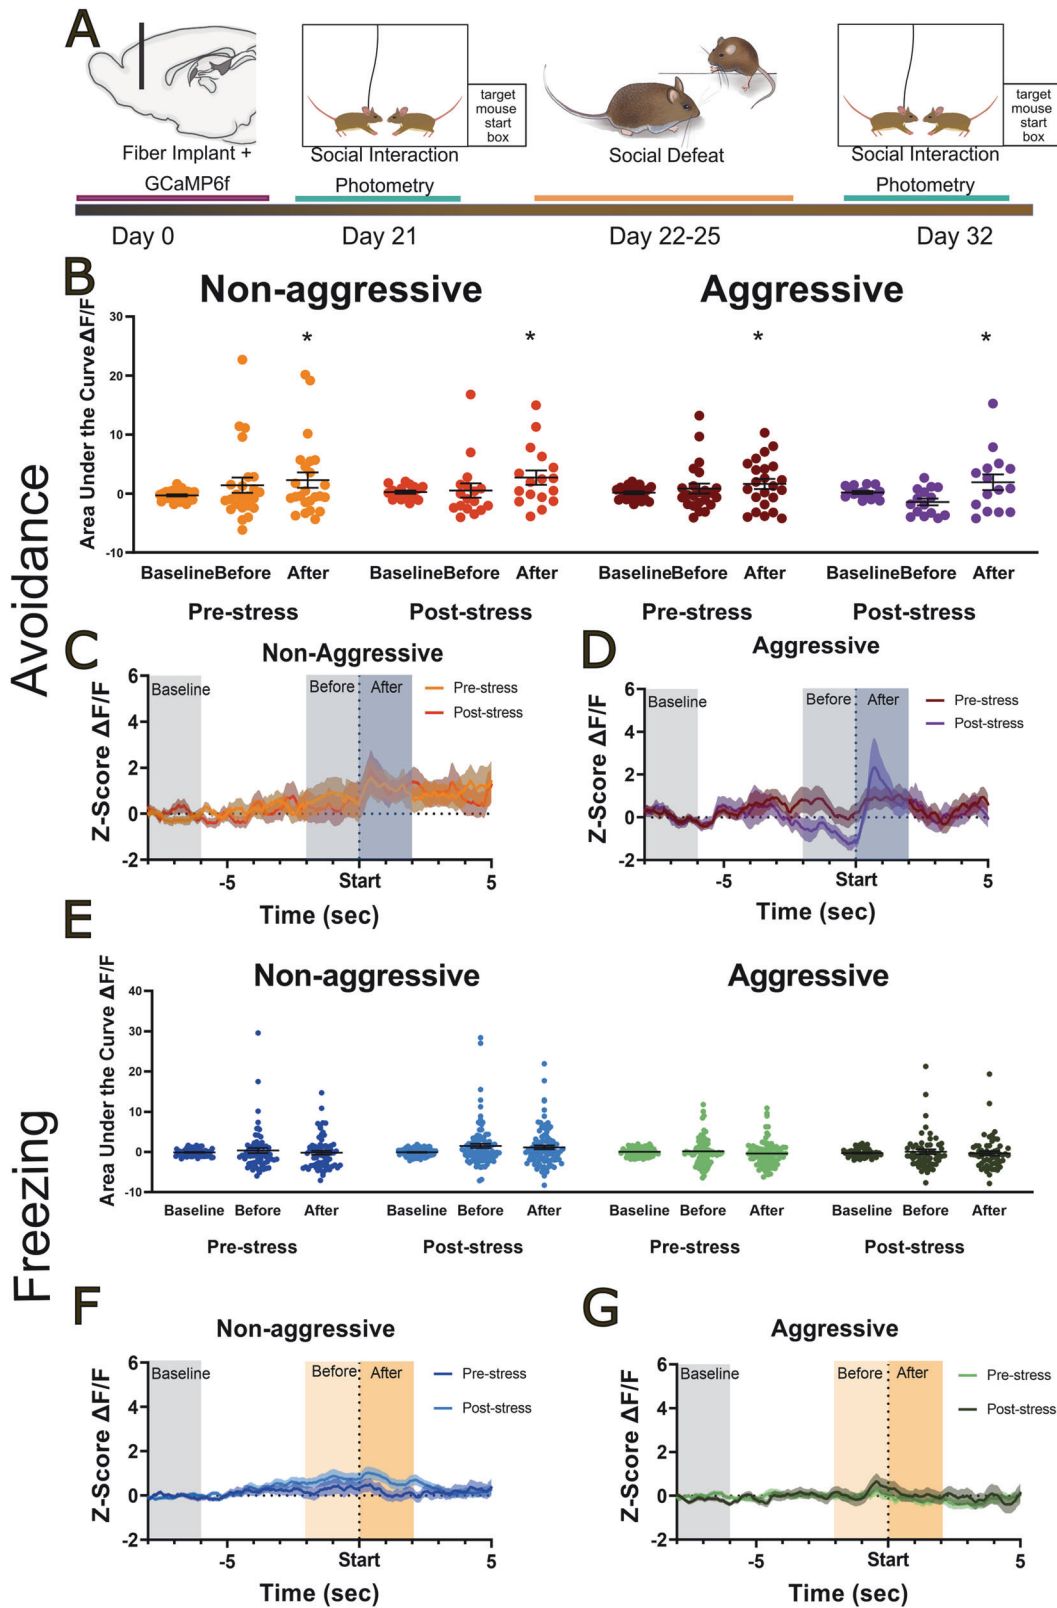 A
target
mouse
start
box
target
mouse
start
box
Fiber Implant +
GCaMP6f
Social Interaction
Social Defeat
Social Interaction
Photometry
Photometry
Day 0
Day 21
Day 22-25
Day 32
Avoidance
B
Non-aggressive
Aggressive
Area Under the Curve ΔF/F
30
20
10
0
-10
* * * *
Baseline Before After Baseline Before After Baseline Before After Baseline Before After
Pre-stress Post-stress Pre-stress Post-stress
C
Non-Aggressive
Z-Score ΔF/F
6
4
2
0
-2
Baseline
Before
After
Pre-stress
Post-stress
-5 Start 5
Time (sec)
D
Aggressive
Z-Score ΔF/F
6
4
2
0
-2
Baseline
Before
After
Pre-stress
Post-stress
-5 Start 5
Time (sec)
Freezing
E
Non-aggressive
Aggressive
Area Under the Curve ΔF/F
40
30
20
10
0
-10
Baseline Before After Baseline Before After Baseline Before After Baseline Before After
Pre-stress Post-stress Pre-stress Post-stress
F
Non-aggressive
Z-Score ΔF/F
6
4
2
0
-2
Baseline
Before
After
Pre-stress
Post-stress
-5 Start 5
Time (sec)
G
Aggressive
Z-Score ΔF/F
6
4
2
0
-2
Baseline
Before
After
Pre-stress
Post-stress
-5 Start 5
Time (sec)